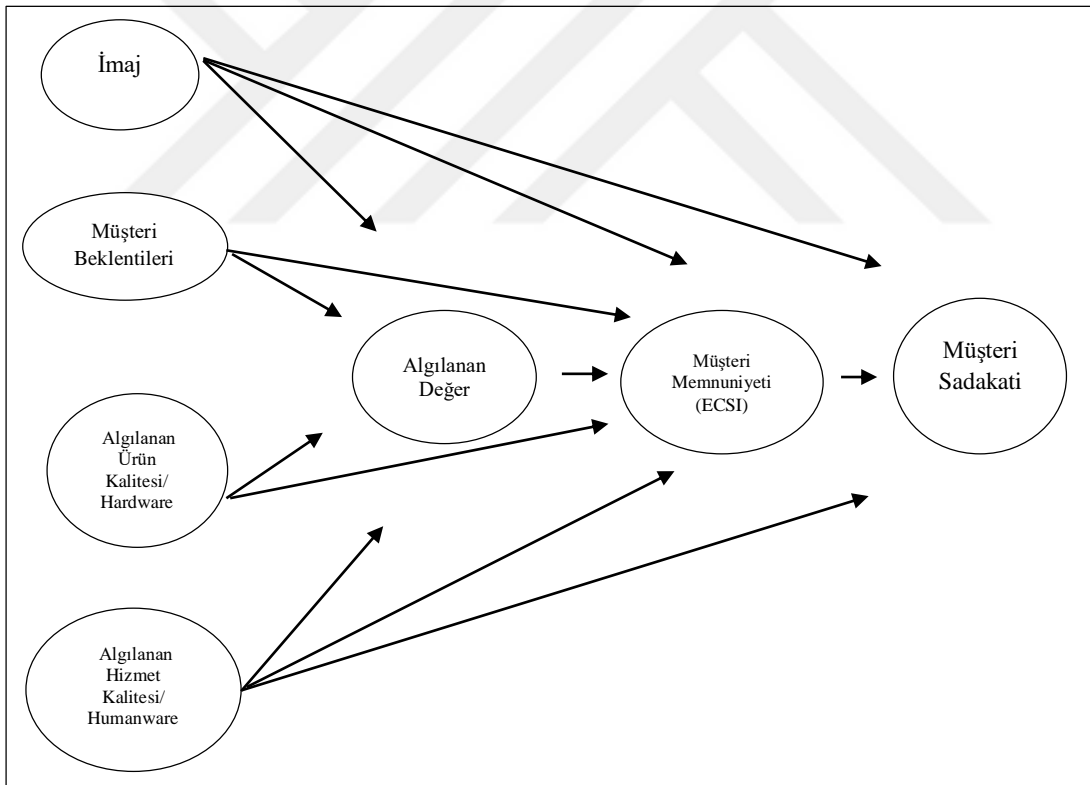 İmaj
Müşteri
Beklentileri
Algılanan
Değer
Müşteri
Memnuniyeti
(ECSI)
Müşteri
Sadakati
Algılanan
Ürün
Kalitesi/
Hardware
Algılanan
Hizmet
Kalitesi/
Humanware